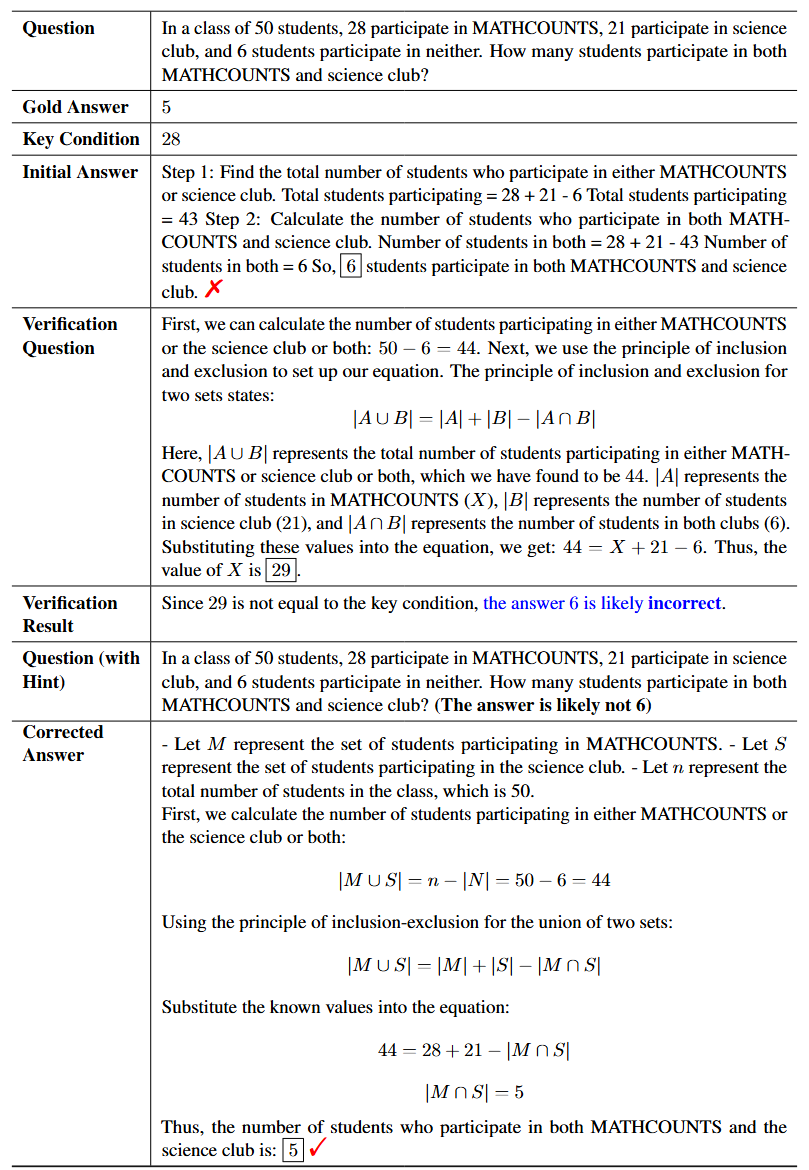 Question
In a class of 50 students, 28 participate in MATHCOUNTS, 21 participate in science
club, and 6 students participate in neither. How many students participate in both
MATHCOUNTS and science club?
Gold Answer
5
Key Condition
28
Initial Answer
Step 1: Find the total number of students who participate in either MATHCOUNTS
or science club. Total students participating = 28 + 21 - 6 Total students participating
= 43 Step 2: Calculate the number of students who participate in both MATH-
COUNTS and science club. Number of students in both = 28 + 21 - 43 Number of
students in both = 6 So, 6 students participate in both MATHCOUNTS and science
club. ✗
Verification
Question
First, we can calculate the number of students participating in either MATHCOUNTS
or the science club or both: 50 − 6 = 44. Next, we use the principle of inclusion
and exclusion to set up our equation. The principle of inclusion and exclusion for
two sets states:
|A ∪ B| = |A| + |B| − |A ∩ B|
Here, |A ∪ B| represents the total number of students participating in either MATH-
COUNTS or science club or both, which we have found to be 44. |A| represents the
number of students in MATHCOUNTS (X), |B| represents the number of students
in science club (21), and |A ∩ B| represents the number of students in both clubs (6).
Substituting these values into the equation, we get: 44 = X + 21 − 6. Thus, the
value of X is 29.
Verification
Result
Since 29 is not equal to the key condition, the answer 6 is likely incorrect.
Question (with
Hint)
In a class of 50 students, 28 participate in MATHCOUNTS, 21 participate in science
club, and 6 students participate in neither. How many students participate in both
MATHCOUNTS and science club? (The answer is likely not 6)
Corrected
Answer
- Let M represent the set of students participating in MATHCOUNTS. - Let S
represent the set of students participating in the science club. - Let n represent the
total number of students in the class, which is 50.
First, we calculate the number of students participating in either MATHCOUNTS or
the science club or both:
|M ∪ S| = n − |N| = 50 − 6 = 44
Using the principle of inclusion-exclusion for the union of two sets:
|M ∪ S| = |M| + |S| − |M ∩ S|
Substitute the known values into the equation:
44 = 28 + 21 − |M ∩ S|
|M ∩ S| = 5
Thus, the number of students who participate in both MATHCOUNTS and the
science club is: 5 ✓